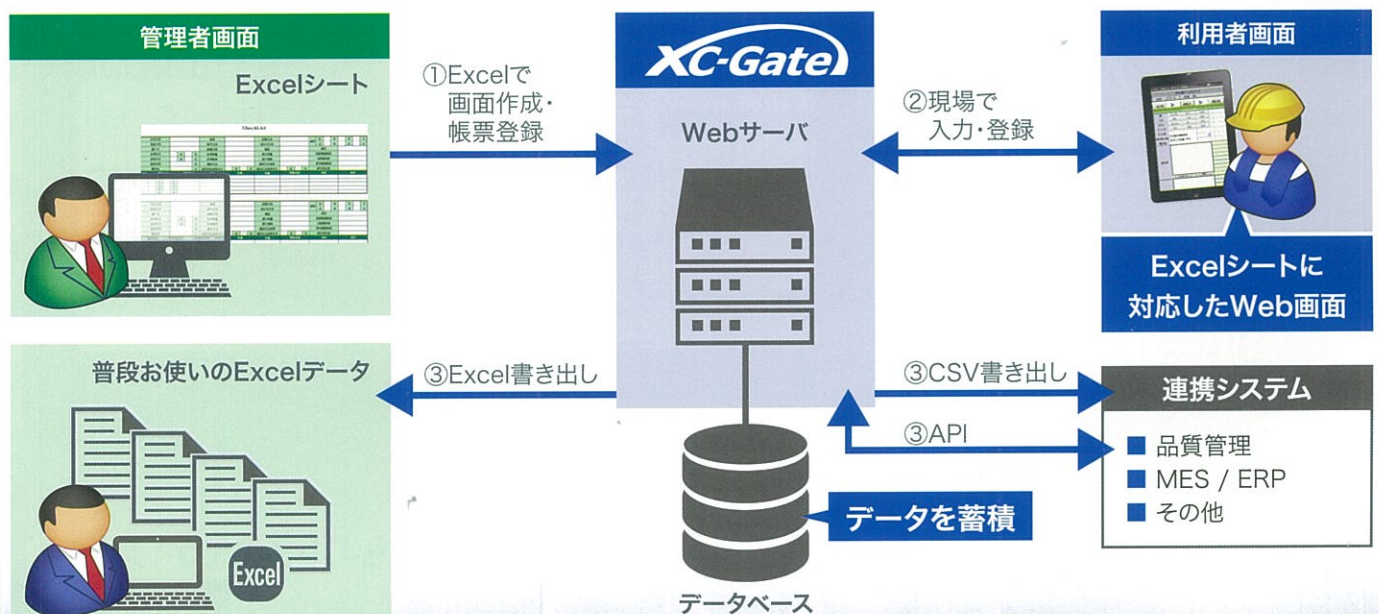 管理者画面
Excelシート
①Excelで
画面作成・
帳票登録
XC-Gate
Webサーバ
②現場で
入力・登録
利用者画面
Excelシートに
対応したWeb画面
普段お使いのExcelデータ
Excel
③Excel書き出し
③CSV書き出し
③API
連携システム
■ 品質管理
■ MES / ERP
■ その他
データを蓄積
データベース